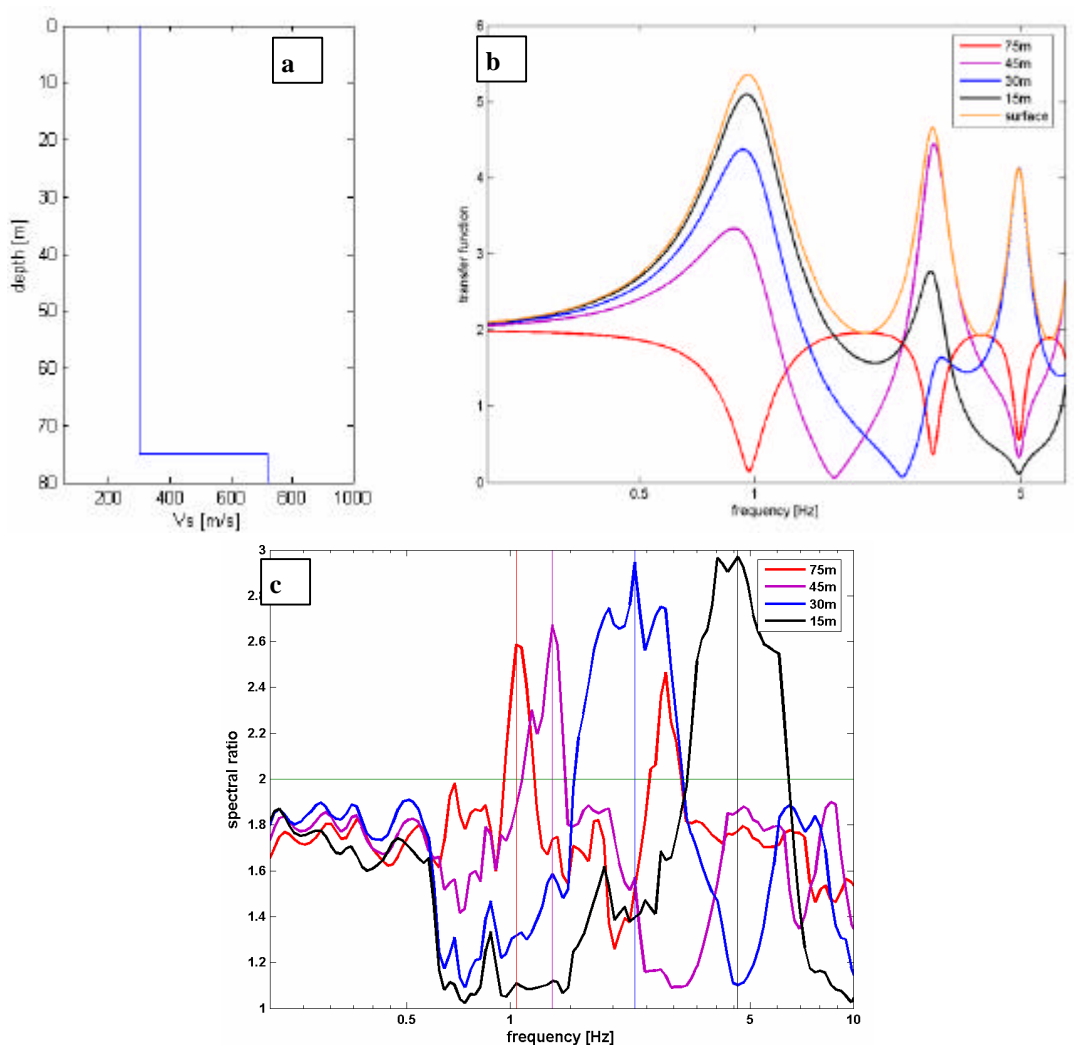 a
0
10
20
30
40
50
60
70
80
depth [m]
200
400
600
800
1000
Vs [m/s]
b
6
5
4
3
2
1
0
transfer function
75m
45m
30m
15m
surface
0.5
1
5
frequency [Hz]
c
3
2.6
2.4
2.2
2
1.8
1.6
1.4
1.2
1
spectral ratio
75m
45m
30m
15m
0.5
1
5
10
frequency [Hz]